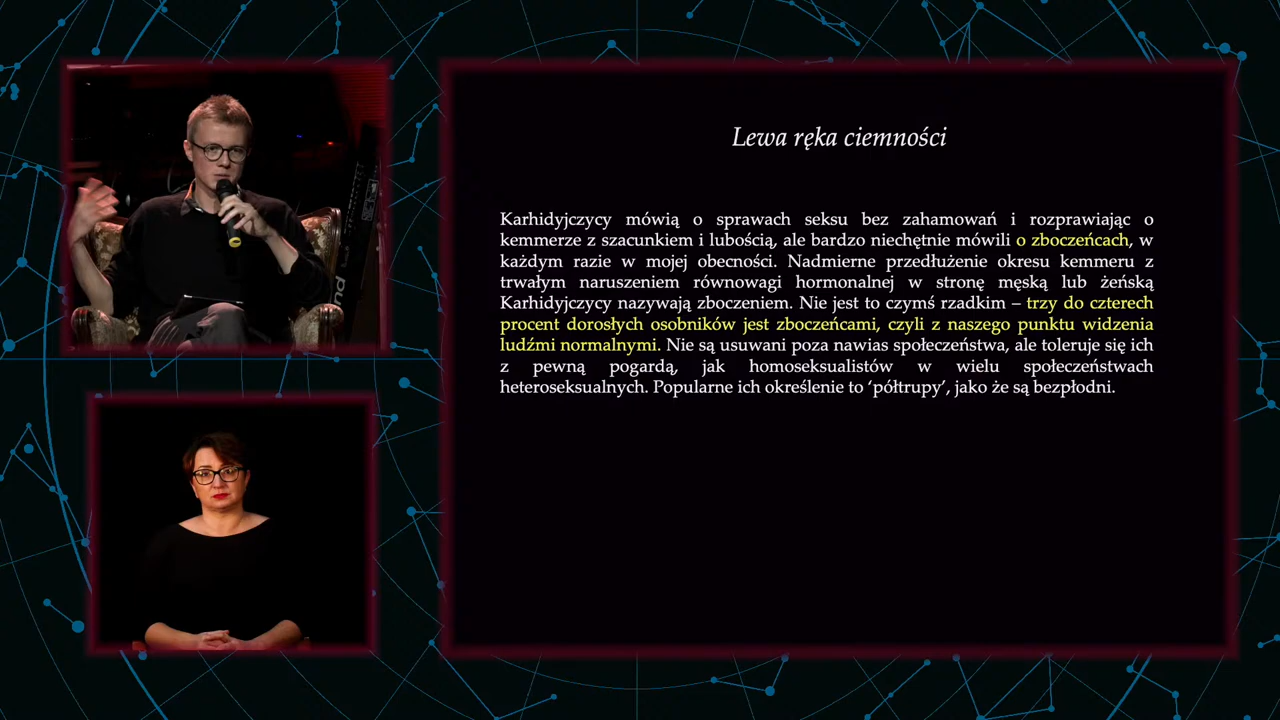 Lewa ręka ciemności
Karhidyjczycy mówią o sprawach seksu bez zahamowań i rozprawiając o
kemmerze z szacunkiem i lubością, ale bardzo niechętnie mówili o zboczeńcach, w
każdym razie w mojej obecności. Nadmierne przedłużenie okresu kemmeru z
trwałym naruszeniem równowagi hormonalnej w stronę męską lub żeńską
Karhidyjczycy nazywają zboczeniem. Nie jest to czymś rzadkim – trzy do czterech
procent dorosłych osobników jest zboczeńcami, czyli z naszego punktu widzenia
ludźmi normalnymi. Nie są usuwani poza nawias społeczeństwa, ale toleruje się ich
z pewną pogardą, jak homoseksualistów w wielu społeczeństwach
heteroseksualnych. Popularne ich określenie to ‘półtrupy’, jako że są bezpłodni.